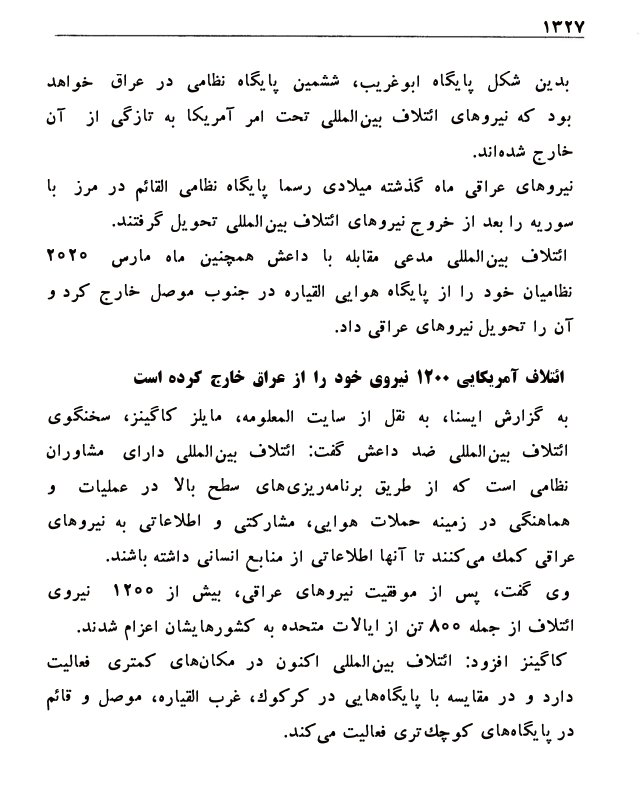 ۱۳۲۷
بدین شکل پایگاه ابوغریب، ششمین پایگاه نظامی در عراق خواهد
بود که نیروهای ائتلاف بین‌المللی تحت امر آمریکا به تازگی از آن
خارج شده‌اند.
نیروهای عراقی ماه گذشته میلادی رسما پایگاه نظامی القائم در مرز با
سوریه را بعد از خروج نیروهای ائتلاف بین‌المللی تحویل گرفتند.
ائتلاف بین‌المللی مدعی مقابله با داعش همچنین ماه مارس ۲۰۲۰
نظامیان خود را از پایگاه هوایی القیاره در جنوب موصل خارج کرد و
آن را تحویل نیروهای عراقی داد.
ائتلاف آمریکایی ۱۲۰۰ نیروی خود را از عراق خارج کرده است
به گزارش ایسنا، به نقل از سایت المعلومه، مایلز کاگینز، سخنگوی
ائتلاف بین‌المللی ضد داعش گفت: ائتلاف بین‌المللی دارای مشاوران
نظامی است که از طریق برنامه‌ریزی‌های سطح بالا در عملیات و
هماهنگی در زمینه حملات هوایی، مشارکتی و اطلاعاتی به نیروهای
عراقی کمک می‌کنند تا آنها اطلاعاتی از منابع انسانی داشته باشند.
وی گفت، پس از موفقیت نیروهای عراقی، بیش از ۱۲۰۰ نیروی
ائتلاف از جمله ۸۰۰ تن از ایالات متحده به کشورهایشان اعزام شدند.
کاگینز افزود: ائتلاف بین‌المللی اکنون در مکان‌های کمتری فعالیت
دارد و در مقایسه با پایگاه‌هایی در کرکوک، غرب القیاره، موصل و قائم
در پایگاه‌های کوچک‌تری فعالیت می‌کند.